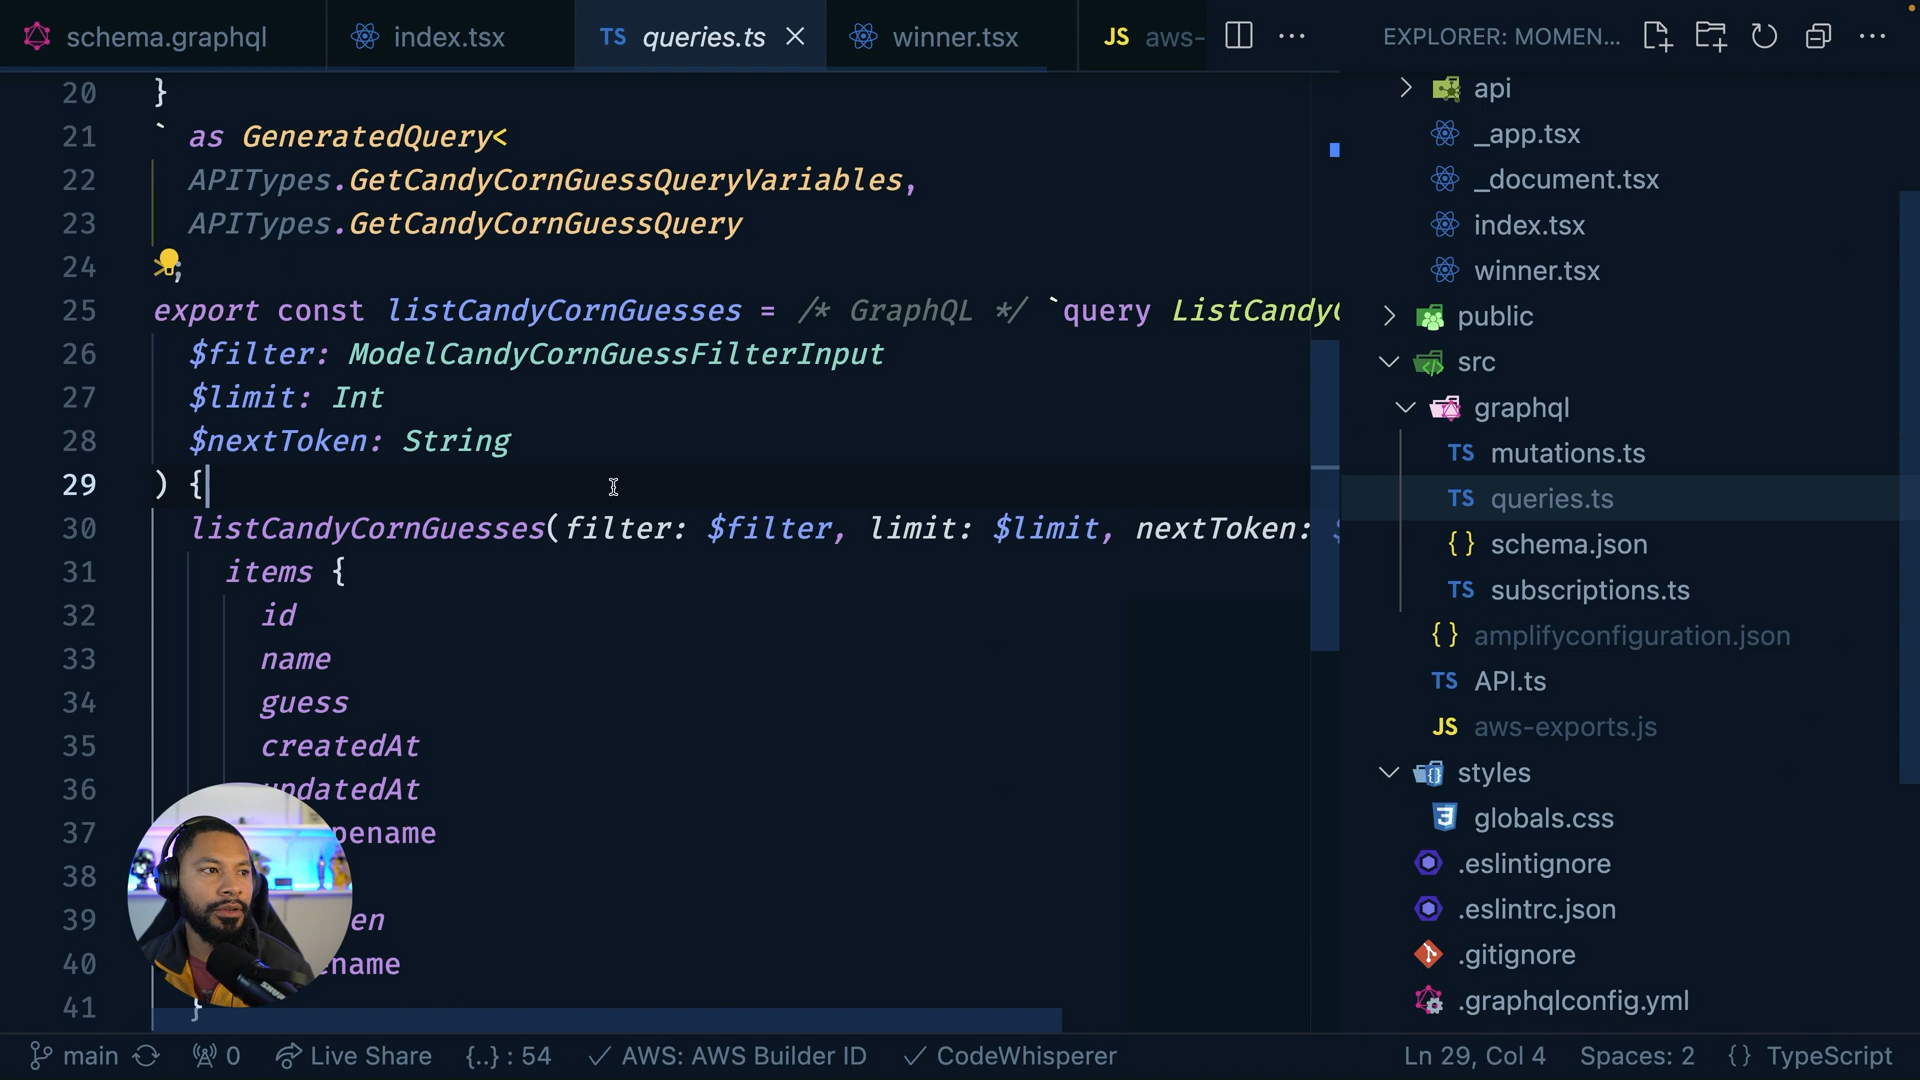 schema.graphql
index.tsx
TS queries.ts
winner.tsx
JS aws-
EXPLORER: MOMEN...
20 }
21 ` as GeneratedQuery<
22 APITypes.GetCandyCornGuessQueryVariables,
23 APITypes.GetCandyCornGuessQuery
24 >;
25 export const listCandyCornGuesses = /* GraphQL */ `query ListCandyC
26 $filter: ModelCandyCornGuessFilterInput
27 $limit: Int
28 $nextToken: String
29 ) {
30 listCandyCornGuesses(filter: $filter, limit: $limit, nextToken: $
31 items {
32 id
33 name
34 guess
35 createdAt
36 updatedAt
37 pename
38
39 en
40 ename
41 }
api
_app.tsx
_document.tsx
index.tsx
winner.tsx
public
src
graphql
TS mutations.ts
TS queries.ts
{ } schema.json
TS subscriptions.ts
{ } amplifyconfiguration.json
TS API.ts
JS aws-exports.js
styles
globals.css
.eslintignore
.eslintrc.json
.gitignore
.graphqlconfig.yml
main
0
Live Share
{..} : 54
AWS: AWS Builder ID
CodeWhisperer
Ln 29, Col 4
Spaces: 2
{ } TypeScript